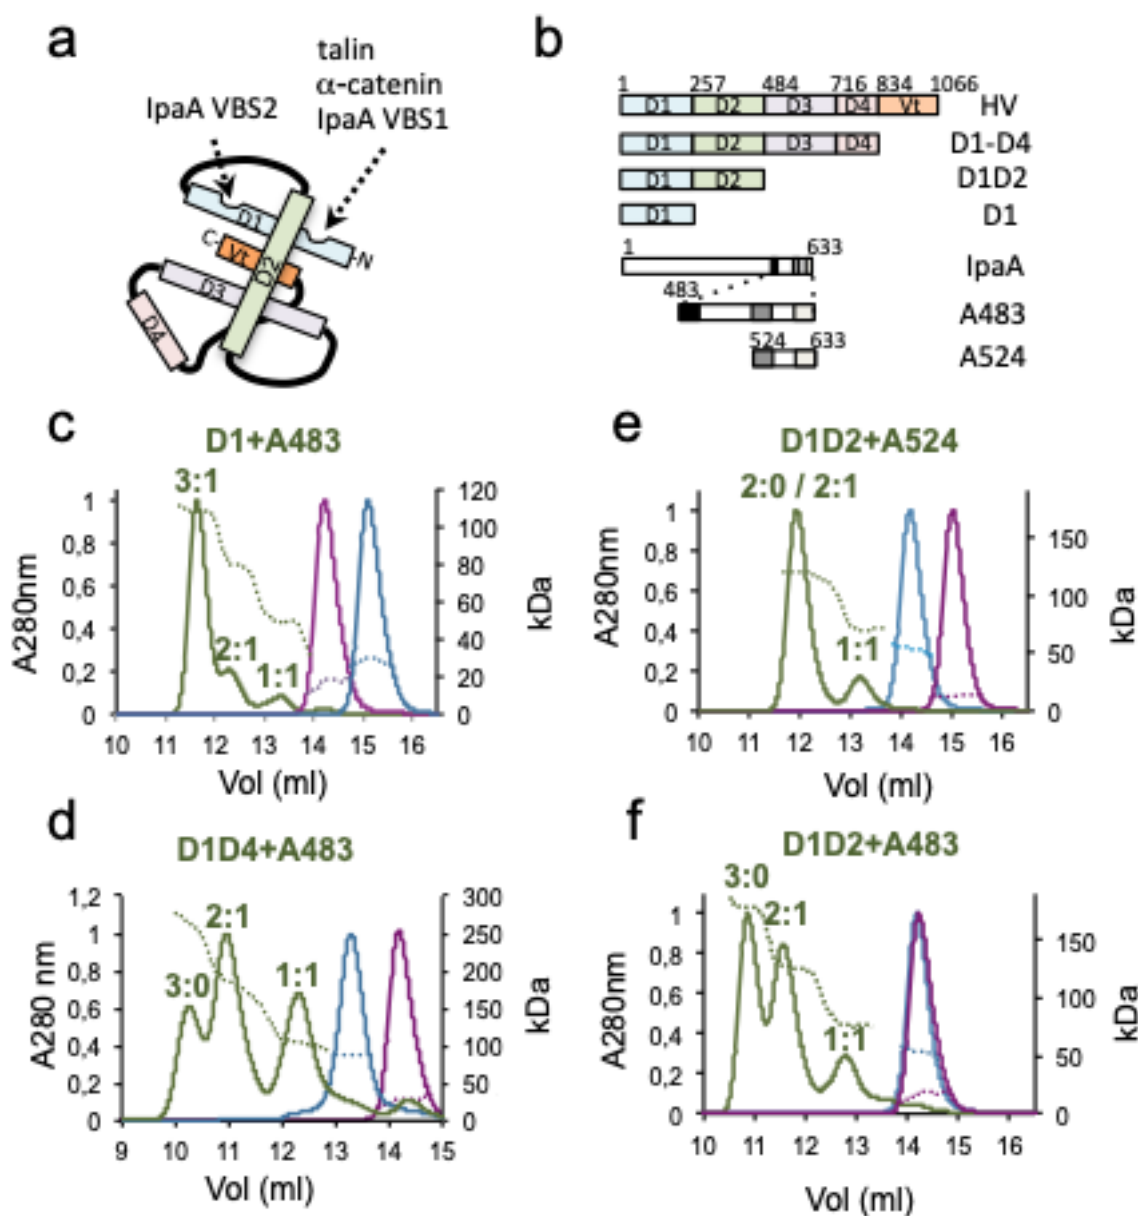 a
talin
α-catenin
IpaA VBS1
IpaA VBS2
D1
C-
Vt
-N
D2
D3
D4
b
1 257 484 716 834 1066
D1 D2 D3 D4 Vt HV
D1 D2 D3 D4 D1-D4
D1 D2 D1D2
D1 D1
1 633
IpaA
483
A483
524 633
A524
c
D1+A483
3:1
2:1
1:1
A280nm
1
0,8
0,6
0,4
0,2
0
120
100
80
60
40
20
0
kDa
10 11 12 13 14 15 16
Vol (ml)
e
D1D2+A524
2:0 / 2:1
1:1
A280nm
1
0,8
0,6
0,4
0,2
0
150
100
50
0
kDa
10 11 12 13 14 15 16
Vol (ml)
d
D1D4+A483
3:0
2:1
1:1
A280 nm
1,2
1
0,8
0,6
0,4
0,2
0
300
250
200
150
100
50
0
kDa
9 10 11 12 13 14 15
Vol (ml)
f
D1D2+A483
3:0
2:1
1:1
A280nm
1
0,8
0,6
0,4
0,2
0
150
100
50
0
kDa
10 11 12 13 14 15 16
Vol (ml)